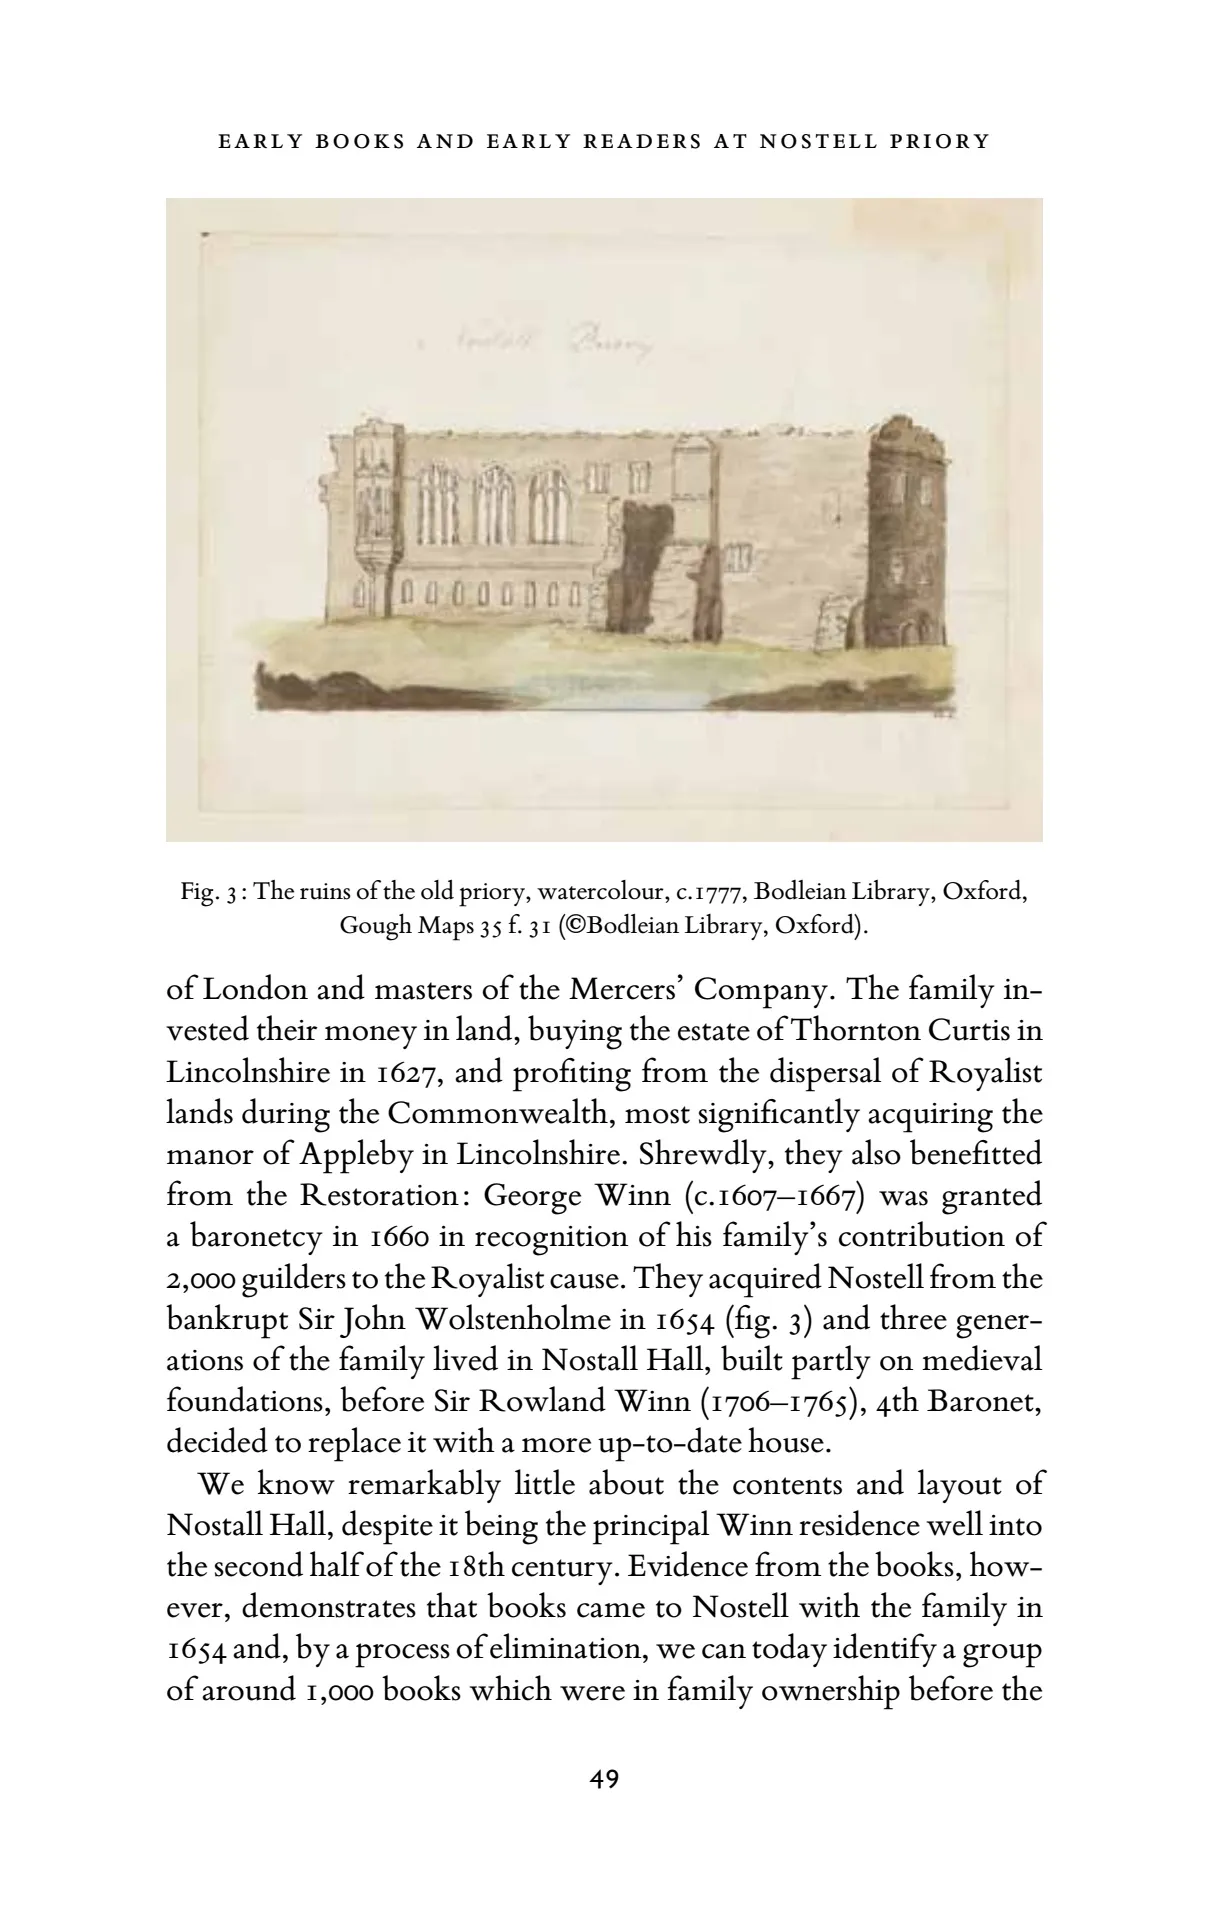 EARLY BOOKS AND EARLY READERS AT NOSTELL PRIORY
Priory
Fig. 3 : The ruins of the old priory, watercolour, c.1777, Bodleian Library, Oxford,
Gough Maps 35 f. 31 (©Bodleian Library, Oxford).
of London and masters of the Mercers’ Company. The family in-
vested their money in land, buying the estate of Thornton Curtis in
Lincolnshire in 1627, and profiting from the dispersal of Royalist
lands during the Commonwealth, most significantly acquiring the
manor of Appleby in Lincolnshire. Shrewdly, they also benefitted
from the Restoration: George Winn (c.1607–1667) was granted
a baronetcy in 1660 in recognition of his family’s contribution of
2,000 guilders to the Royalist cause. They acquired Nostell from the
bankrupt Sir John Wolstenholme in 1654 (fig. 3) and three gener-
ations of the family lived in Nostall Hall, built partly on medieval
foundations, before Sir Rowland Winn (1706–1765), 4th Baronet,
decided to replace it with a more up-to-date house.
We know remarkably little about the contents and layout of
Nostall Hall, despite it being the principal Winn residence well into
the second half of the 18th century. Evidence from the books, how-
ever, demonstrates that books came to Nostell with the family in
1654 and, by a process of elimination, we can today identify a group
of around 1,000 books which were in family ownership before the
49